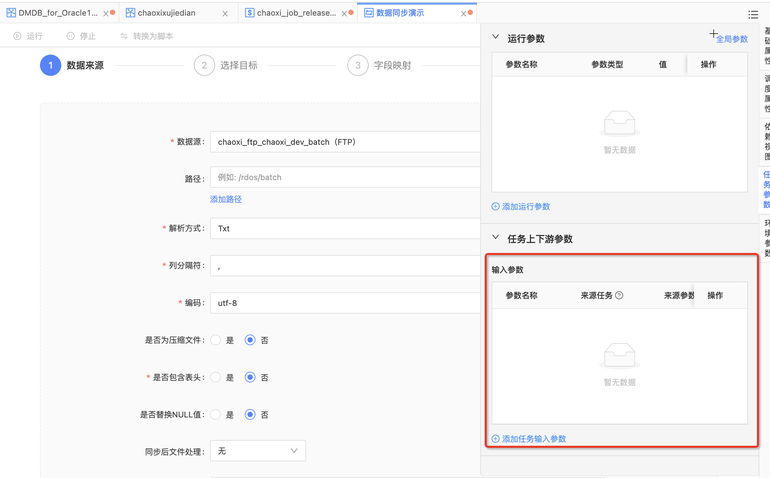 DMDB_for_Oracle1...
chaoxixujiedian
chaoxi_job_release...
数据同步演示
运行
停止
转换为脚本
1 数据来源
2 选择目标
3 字段映射
* 数据源: chaoxi_ftp_chaoxi_dev_batch（FTP）
路径: 例如: /rdos/batch
添加路径
* 解析方式: Txt
* 列分隔符: ,
* 编码: utf-8
是否为压缩文件: 是 否
* 是否包含表头: 是 否
是否替换NULL值: 是 否
同步后文件处理: 无
运行参数
全局参数
参数名称 参数类型 值 操作
暂无数据
添加运行参数
任务上下游参数
输入参数
参数名称 来源任务 来源参数 操作
暂无数据
添加任务输入参数
基础属性
调度属性
依赖视图
任务参数
环境参数